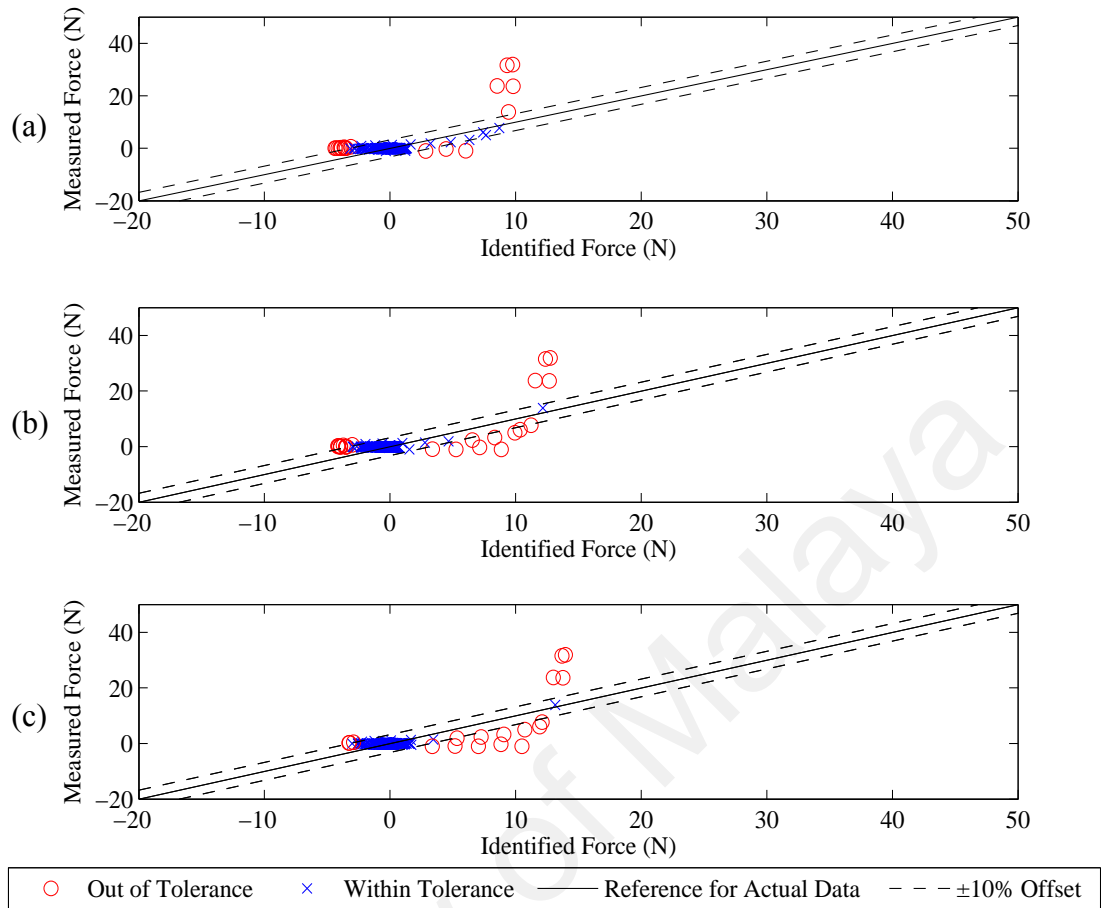 (a)
Measured Force (N)
40
20
0
−20
−20 −10 0 10 20 30 40 50
Identified Force (N)
(b)
Measured Force (N)
40
20
0
−20
−20 −10 0 10 20 30 40 50
Identified Force (N)
(c)
Measured Force (N)
40
20
0
−20
−20 −10 0 10 20 30 40 50
Identified Force (N)
Out of Tolerance Within Tolerance Reference for Actual Data ±10% Offset
of Malaya